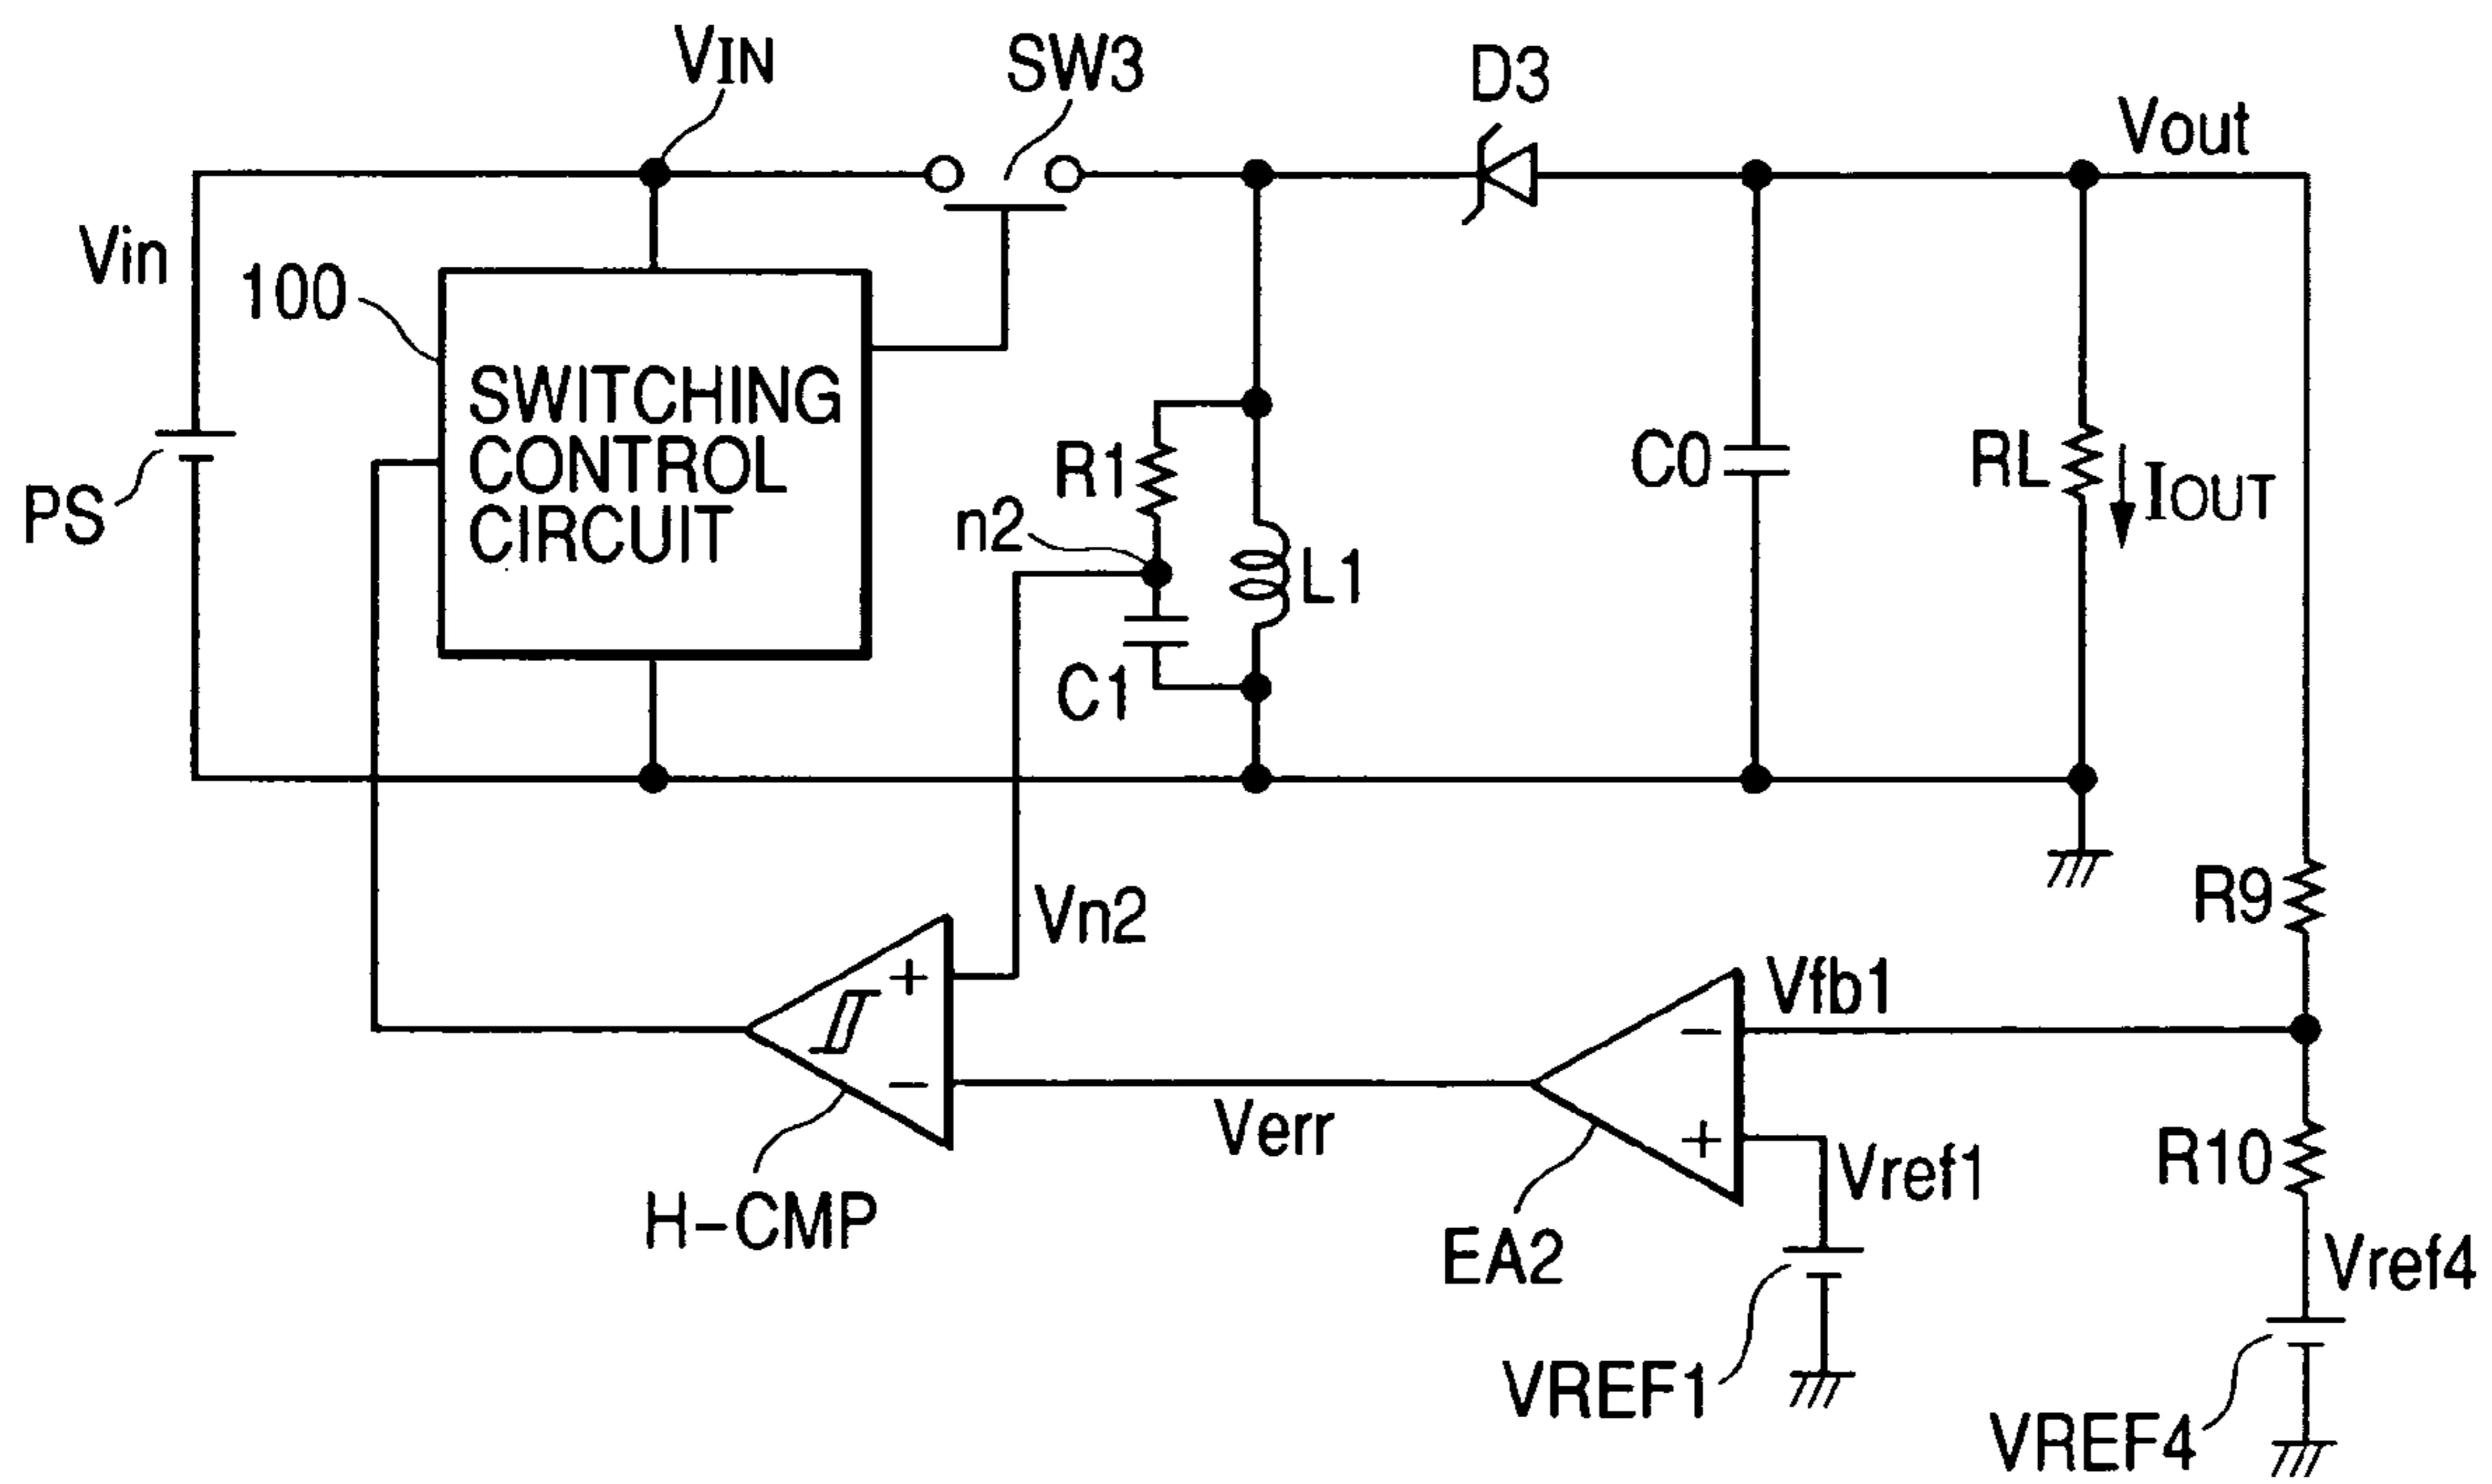 VIN
SW3
D3
Vout
Vin
100
SWITCHING
CONTROL
CIRCUIT
PS
R1
n2
L1
C1
C0
RL
IOUT
R9
Vn2
+
−
Vfb1
−
+
Verr
Vref1
R10
H-CMP
EA2
Vref4
VREF1
VREF4